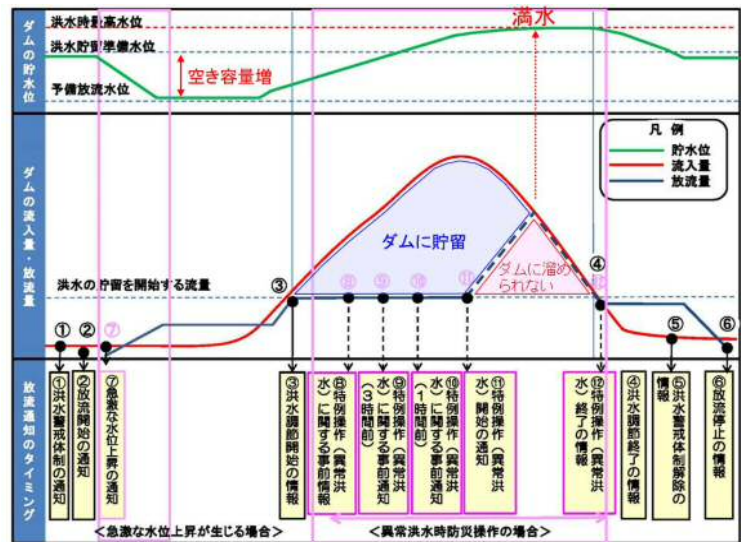 ダムの貯水位
洪水時最高水位
洪水貯留準備水位
予備放流水位
空き容量増
満水
ダムの流入量・放流量
凡例
貯水位
流入量
放流量
ダムに貯留
ダムに溜め
られない
洪水の貯留を開始する流量
①
②
⑦
③
⑧
⑨
⑩
⑪
④
⑫
⑤
⑥
放流通知のタイミング
①洪水警戒体制の通知
②放流開始の通知
⑦急激な水位上昇の通知
③洪水調節開始の情報
⑧特例操作(異常洪
水)に関する事前情報
⑨特例操作(異常洪
水)に関する事前通知
(3時間前)
⑩特例操作(異常洪
水)に関する事前通知
(1時間前)
⑪特例操作(異常洪
水)開始の通知
⑫特例操作(異常洪
水)終了の情報
④洪水調節終了の情報
⑤洪水警戒体制解除の
情報
⑥放流停止の情報
<急激な水位上昇が生じる場合>
<異常洪水時防災操作の場合>